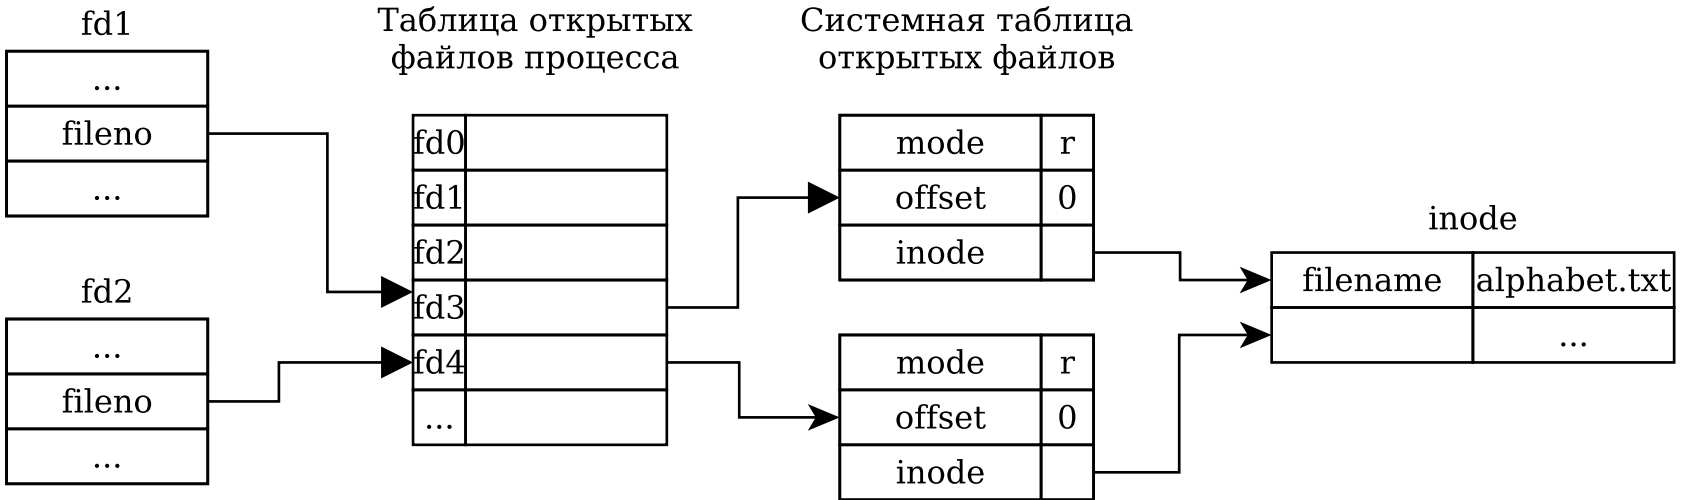 fd1
...
fileno
...
fd2
...
fileno
...
Таблица открытых
файлов процесса
fd0
fd1
fd2
fd3
fd4
...
Системная таблица
открытых файлов
mode r
offset 0
inode
mode r
offset 0
inode
inode
filename alphabet.txt
...